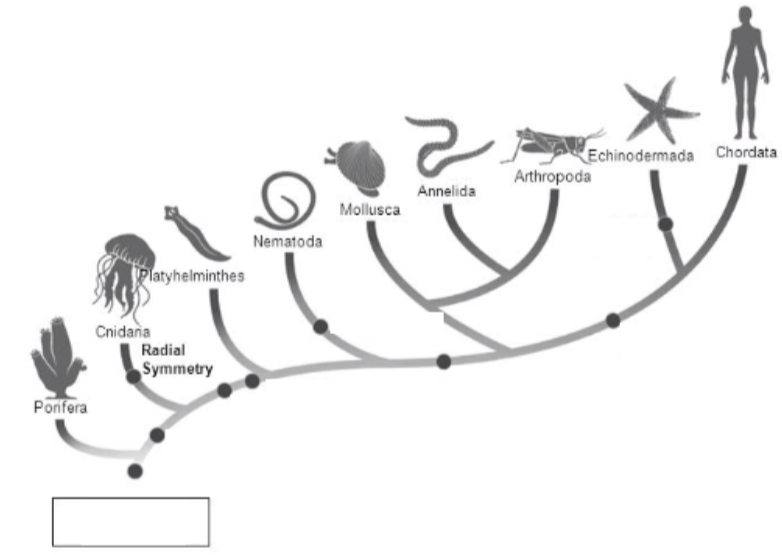 Chordata
Echinodermada
Arthropoda
Annelida
Mollusca
Nematoda
Platyhelminthes
Cnidaria
Radial
Symmetry
Porifera